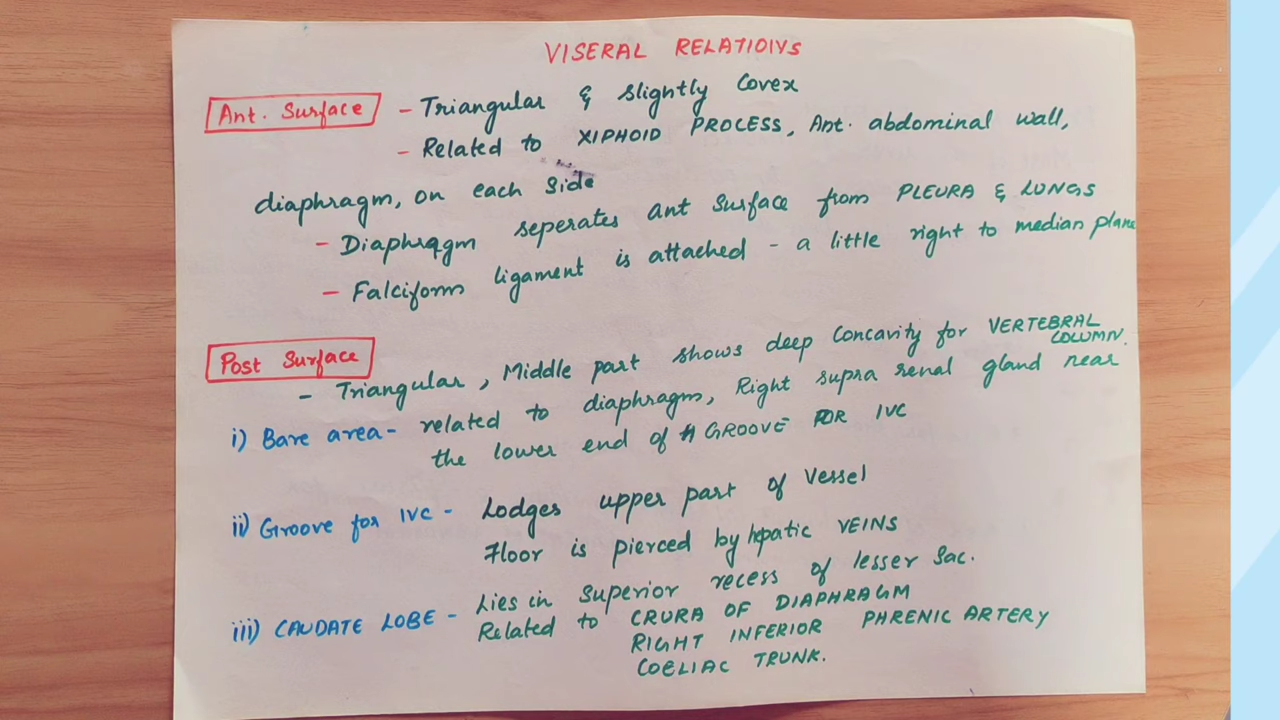 VISERAL RELATIONS
Ant. Surface - Triangular & slightly Covex
- Related to XIPHOID PROCESS, Ant. abdominal wall,
diaphragm, on each side
- Diaphragm seperates ant surface from PLEURA & LUNGS
- Falciform ligament is attached - a little right to median plane
Post Surface
- Triangular, Middle part shows deep concavity for VERTEBRAL
COLUMN.
i) Bare area - related to diaphragm, Right supra renal gland near
the lower end of GROOVE FOR IVC
ii) Groove for IVC - Lodges upper part of vessel
Floor is pierced by hepatic VEINS
iii) CAUDATE LOBE - Lies in superior recess of lesser sac.
Related to CRURA OF DIAPHRAGM
RIGHT INFERIOR PHRENIC ARTERY
COELIAC TRUNK.